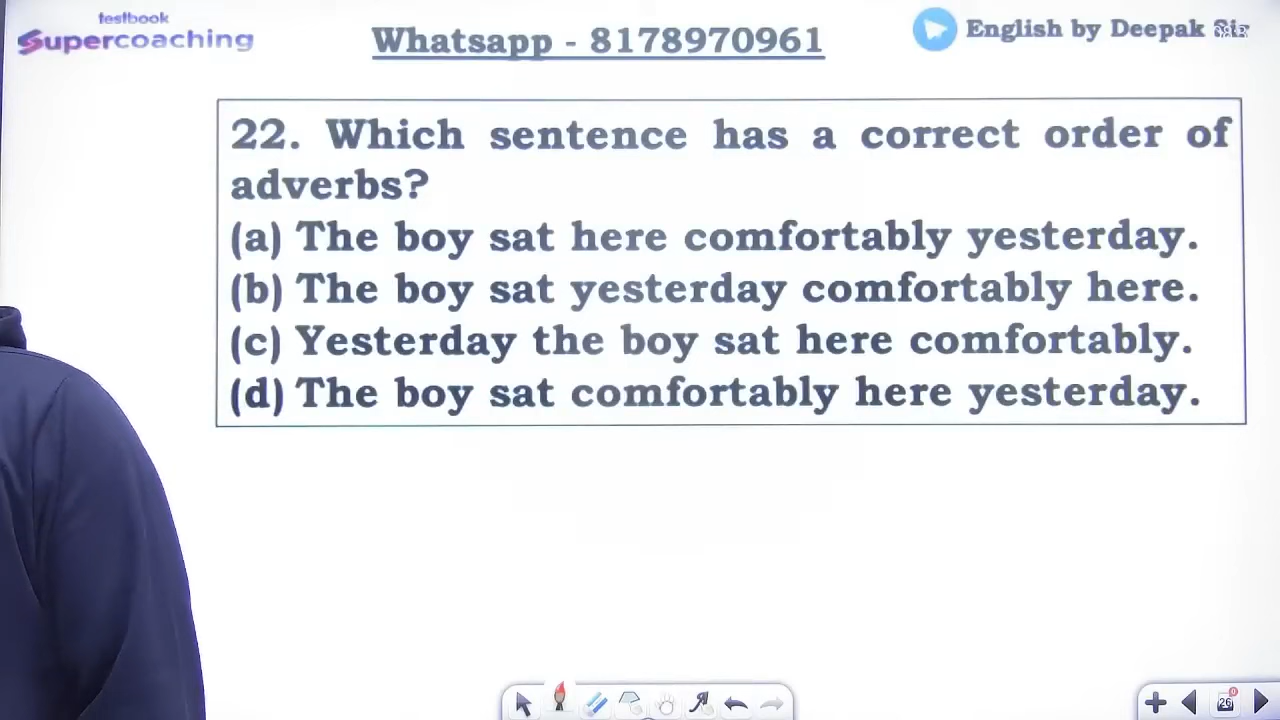 testbook
Supercoaching
Whatsapp - 8178970961
English by Deepak Sir
22. Which sentence has a correct order of
adverbs?
(a) The boy sat here comfortably yesterday.
(b) The boy sat yesterday comfortably here.
(c) Yesterday the boy sat here comfortably.
(d) The boy sat comfortably here yesterday.
26